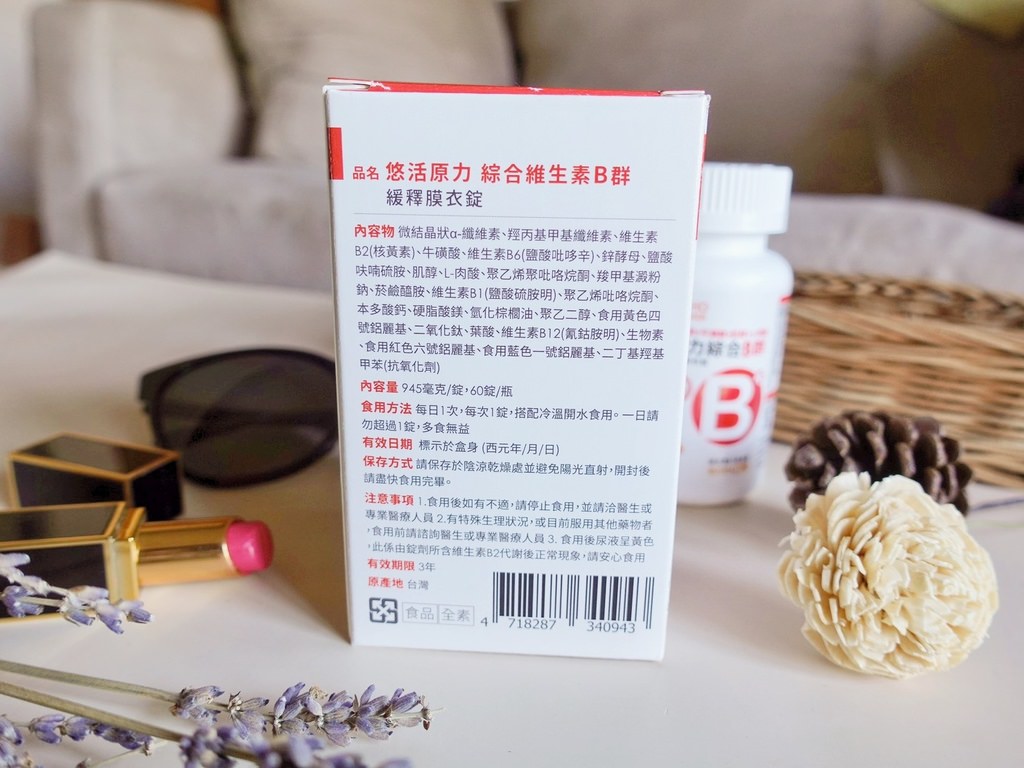 品名 悠活原力 綜合維生素B群
緩釋膜衣錠
內容物 微結晶狀α-纖維素、羥丙基甲基纖維素、維生素
B2(核黃素)、牛磺酸、維生素B6(鹽酸吡哆辛)、鋅酵母、鹽酸
呋喃硫胺、肌醇、L-肉酸、聚乙烯聚吡咯烷酮、羧甲基澱粉
鈉、菸鹼醯胺、維生素B1(鹽酸硫胺明)、聚乙烯吡咯烷酮、
本多酸鈣、硬脂酸鎂、氫化棕櫚油、聚乙二醇、食用黃色四
號鋁麗基、二氧化鈦、葉酸、維生素B12(氰鈷胺明)、生物素
、食用紅色六號鋁麗基、食用藍色一號鋁麗基、二丁基羥基
甲苯(抗氧化劑)
內容量 945毫克/錠,60錠/瓶
食用方法 每日1次,每次1錠,搭配冷溫開水食用。一日請
勿超過1錠,多食無益
有效日期 標示於盒身 (西元年/月/日)
保存方式 請保存於陰涼乾燥處並避免陽光直射,開封後
請盡快食用完畢。
注意事項 1.食用後如有不適,請停止食用,並請洽醫生或
專業醫療人員 2.有特殊生理狀況,或目前服用其他藥物者
,食用前請諮詢醫生或專業醫療人員 3. 食用後尿液呈黃色
,此係由錠劑所含維生素B2代謝後正常現象,請安心食用
有效期限 3年
原產地 台灣
食品 全素
4 718287 340943
力綜合B群
B